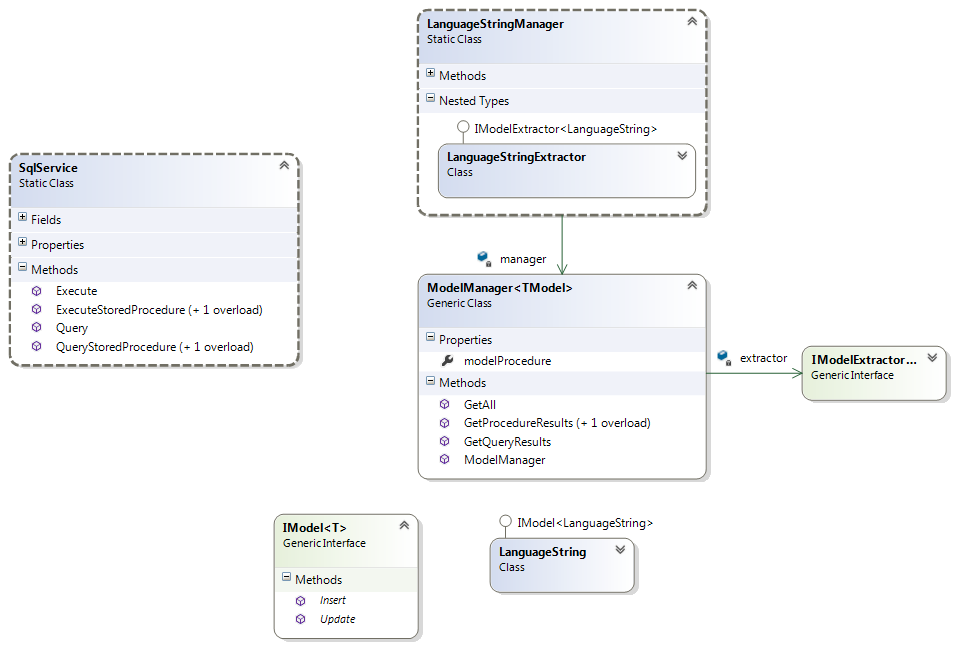 LanguageStringManager
Static Class
Methods
Nested Types
IModelExtractor<LanguageString>
LanguageStringExtractor
Class
SqlService
Static Class
Fields
Properties
Methods
Execute
ExecuteStoredProcedure (+ 1 overload)
Query
QueryStoredProcedure (+ 1 overload)
manager
ModelManager<TModel>
Generic Class
Properties
modelProcedure
Methods
GetAll
GetProcedureResults (+ 1 overload)
GetQueryResults
ModelManager
extractor
IModelExtractor...
Generic Interface
IModel<T>
Generic Interface
Methods
Insert
Update
IModel<LanguageString>
LanguageString
Class